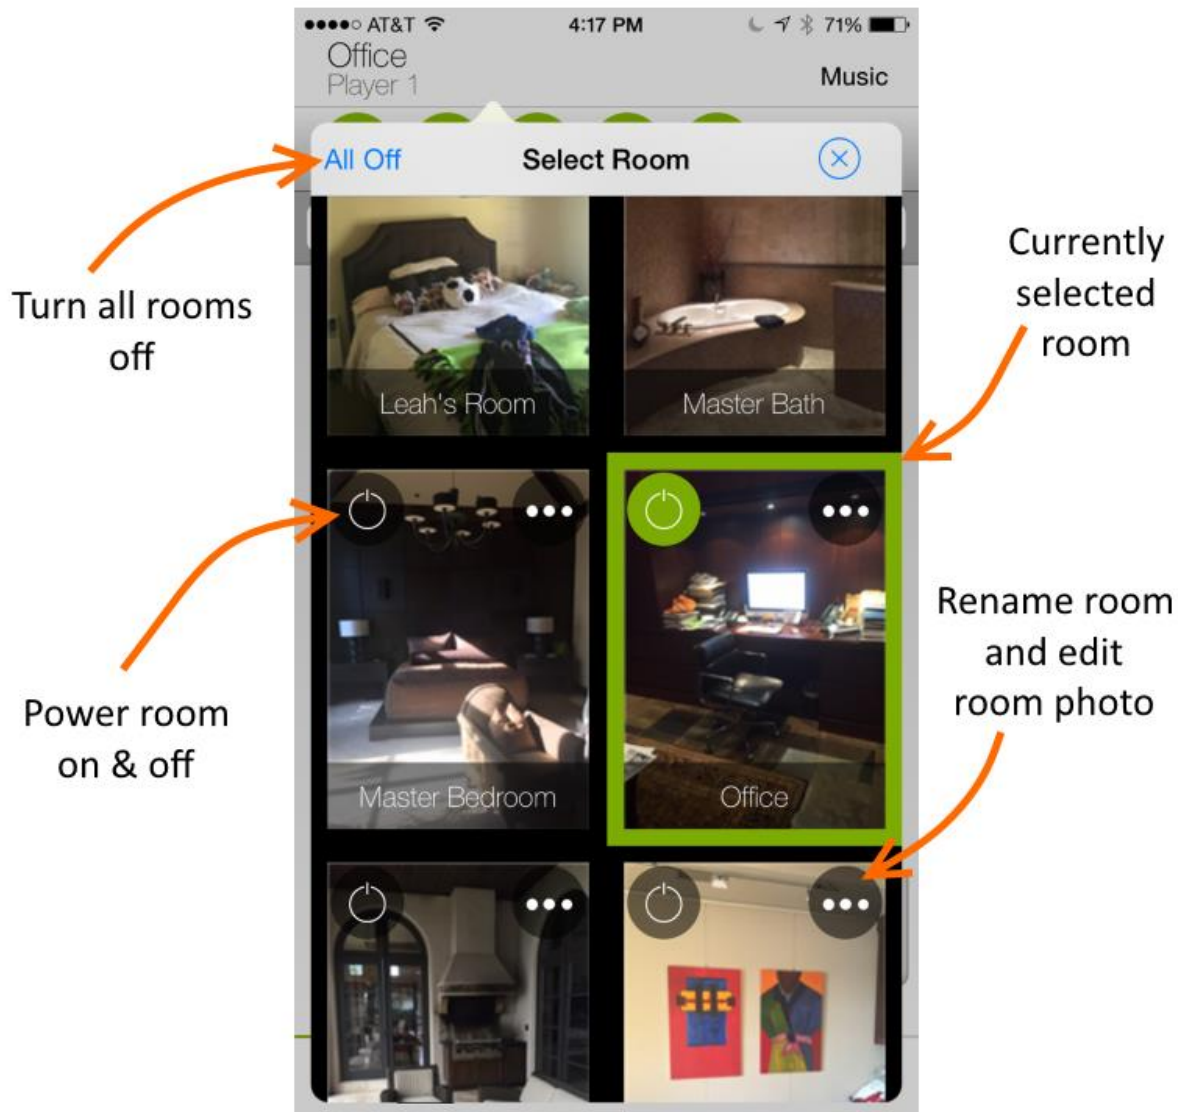 AT&T 4:17 PM 71%
Office
Player 1
Music
All Off Select Room
Turn all rooms
off
Currently
selected
room
Leah's Room Master Bath
Power room
on & off
Rename room
and edit
room photo
Master Bedroom Office